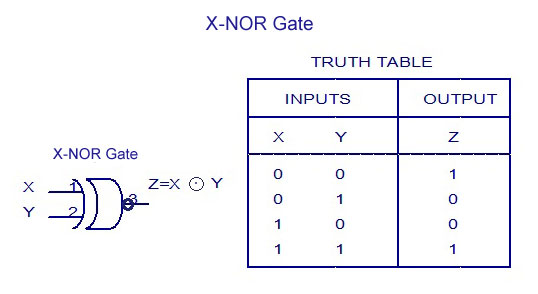 X-NOR Gate
TRUTH TABLE
INPUTS OUTPUT
X Y Z
0 0 1
0 1 0
1 0 0
1 1 1
X-NOR Gate
X 1
Y 2
3
Z=X ⊙ Y